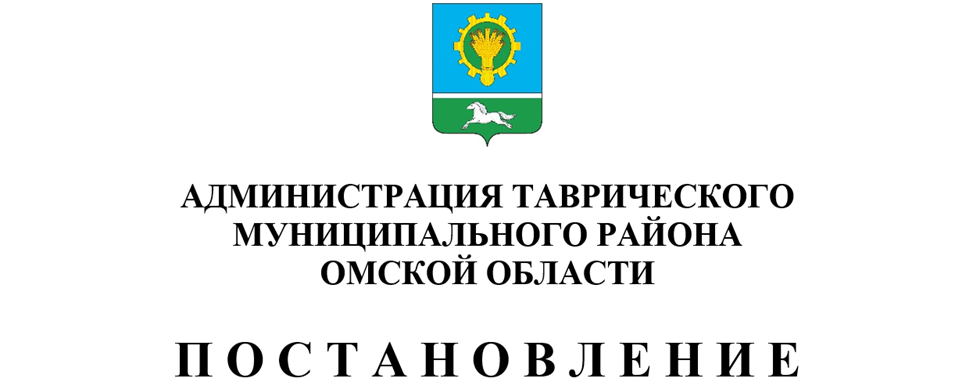 АДМИНИСТРАЦИЯ ТАВРИЧЕСКОГО
МУНИЦИПАЛЬНОГО РАЙОНА
ОМСКОЙ ОБЛАСТИ
П О С Т А Н О В Л Е Н И Е